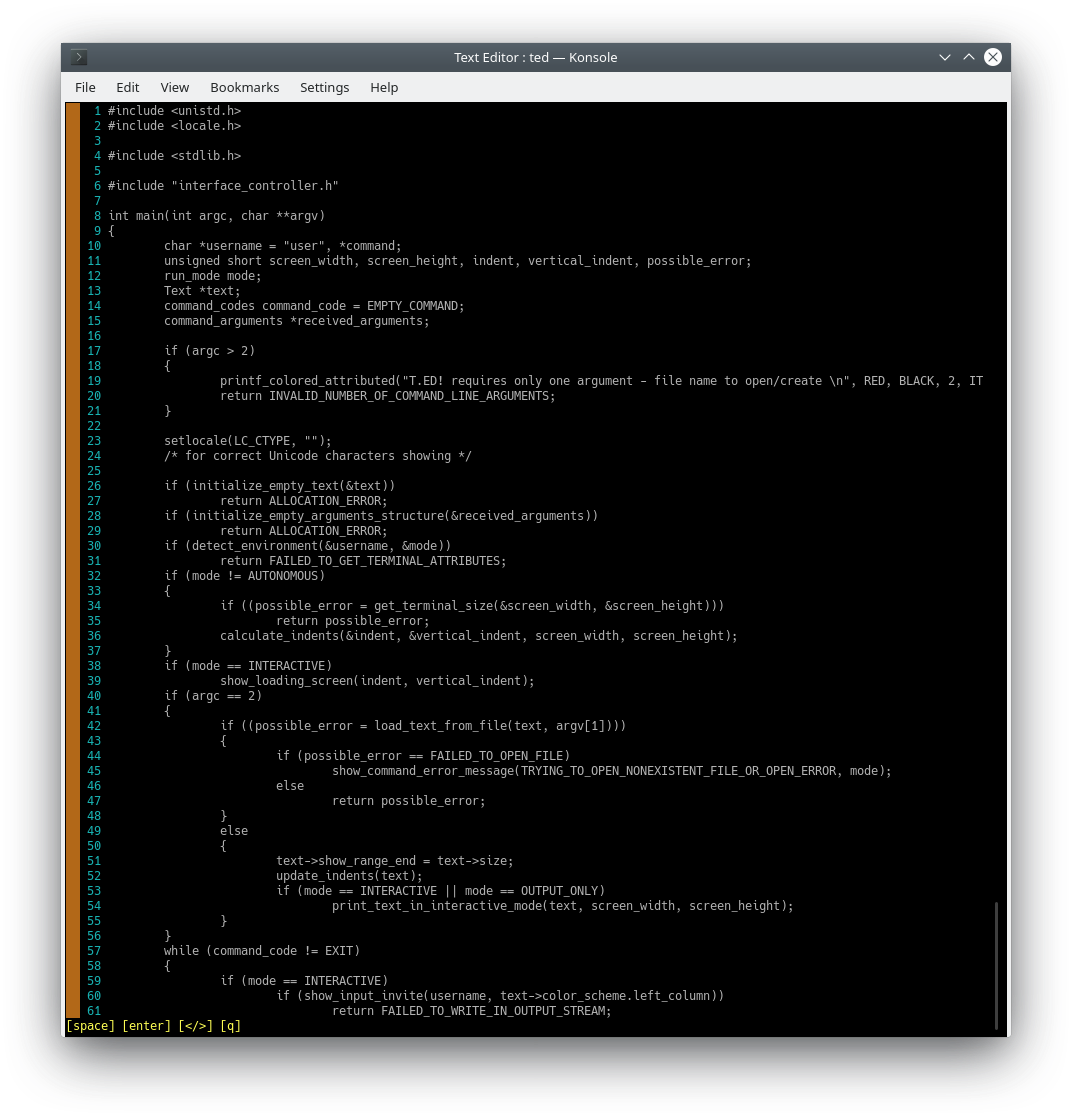 Text Editor : ted — Konsole
File Edit View Bookmarks Settings Help
1 #include <unistd.h>
2 #include <locale.h>
3
4 #include <stdlib.h>
5
6 #include "interface_controller.h"
7
8 int main(int argc, char **argv)
9 {
10         char *username = "user", *command;
11         unsigned short screen_width, screen_height, indent, vertical_indent, possible_error;
12         run_mode mode;
13         Text *text;
14         command_codes command_code = EMPTY_COMMAND;
15         command_arguments *received_arguments;
16
17         if (argc > 2)
18         {
19                 printf_colored_attributed("T.ED! requires only one argument - file name to open/create \n", RED, BLACK, 2, IT
20                 return INVALID_NUMBER_OF_COMMAND_LINE_ARGUMENTS;
21         }
22
23         setlocale(LC_CTYPE, "");
24         /* for correct Unicode characters showing */
25
26         if (initialize_empty_text(&text))
27                 return ALLOCATION_ERROR;
28         if (initialize_empty_arguments_structure(&received_arguments))
29                 return ALLOCATION_ERROR;
30         if (detect_environment(&username, &mode))
31                 return FAILED_TO_GET_TERMINAL_ATTRIBUTES;
32         if (mode != AUTONOMOUS)
33         {
34                 if ((possible_error = get_terminal_size(&screen_width, &screen_height)))
35                         return possible_error;
36                 calculate_indents(&indent, &vertical_indent, screen_width, screen_height);
37         }
38         if (mode == INTERACTIVE)
39                 show_loading_screen(indent, vertical_indent);
40         if (argc == 2)
41         {
42                 if ((possible_error = load_text_from_file(text, argv[1])))
43                 {
44                         if (possible_error == FAILED_TO_OPEN_FILE)
45                                 show_command_error_message(TRYING_TO_OPEN_NONEXISTENT_FILE_OR_OPEN_ERROR, mode);
46                         else
47                                 return possible_error;
48                 }
49                 else
50                 {
51                         text->show_range_end = text->size;
52                         update_indents(text);
53                         if (mode == INTERACTIVE || mode == OUTPUT_ONLY)
54                                 print_text_in_interactive_mode(text, screen_width, screen_height);
55                 }
56         }
57         while (command_code != EXIT)
58         {
59                 if (mode == INTERACTIVE)
60                         if (show_input_invite(username, text->color_scheme.left_column))
61                                 return FAILED_TO_WRITE_IN_OUTPUT_STREAM;
[space] [enter] [</>] [q]